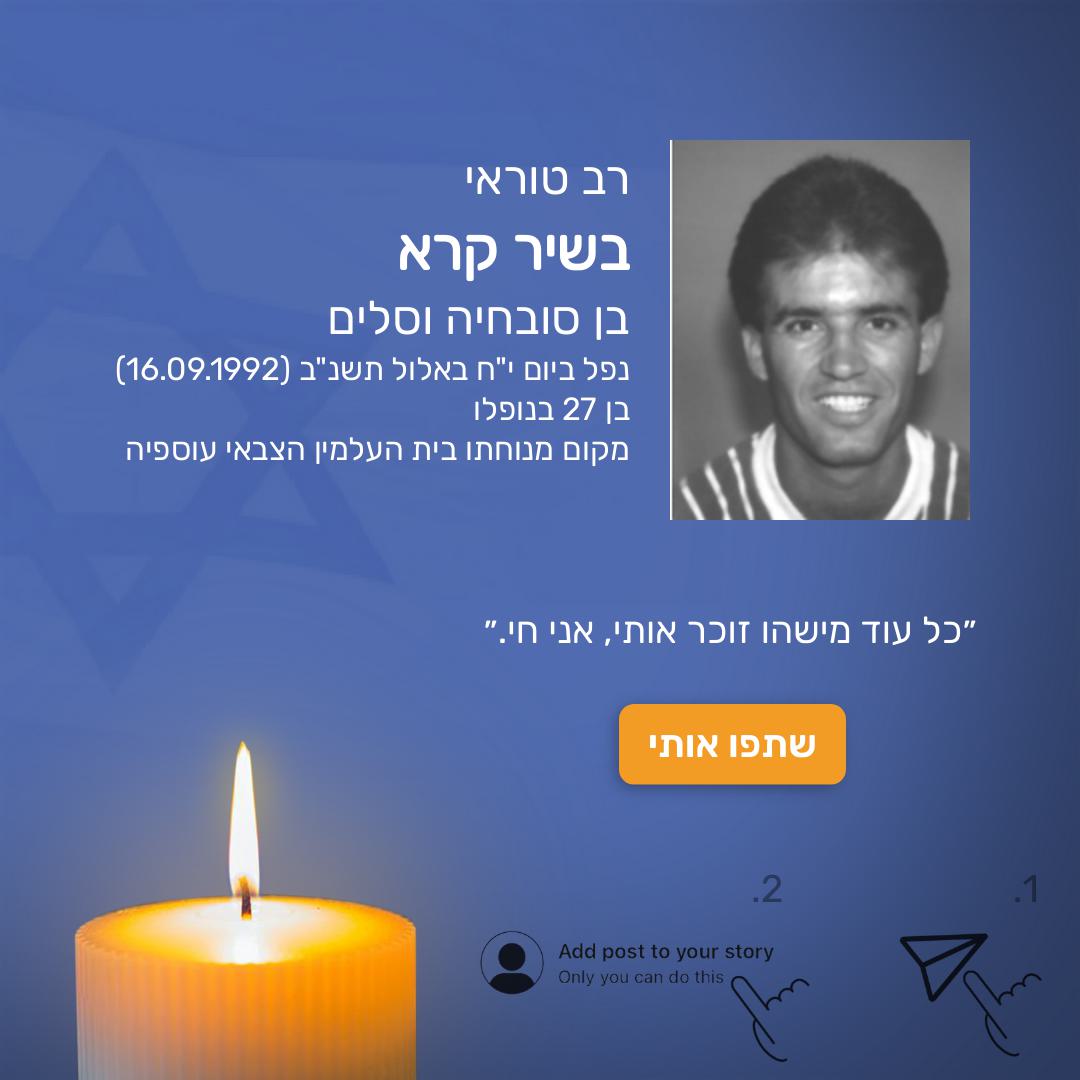 רב טוראי
בשיר קרא
בן סובחיה וסלים
נפל ביום י"ח באלול תשנ"ב (16.09.1992)
בן 27 בנופלו
מקום מנוחתו בית העלמין הצבאי עוספיה
״כל עוד מישהו זוכר אותי, אני חי.״
שתפו אותי
1.
2.
Add post to your story
Only you can do this